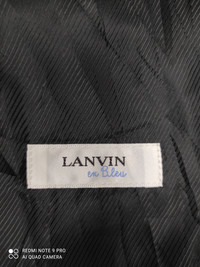 LANVIN
en Bleu
REDMI NOTE 9 PRO
AI QUAD CAMERA